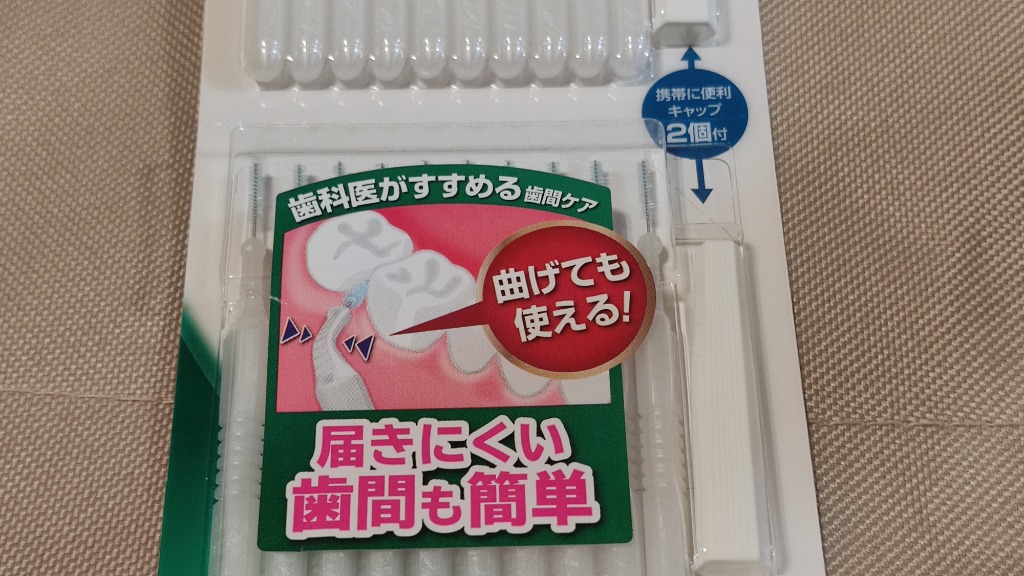 携帯に便利
キャップ
2個付
歯科医がすすめる歯間ケア
曲げても
使える!
届きにくい
歯間も簡単